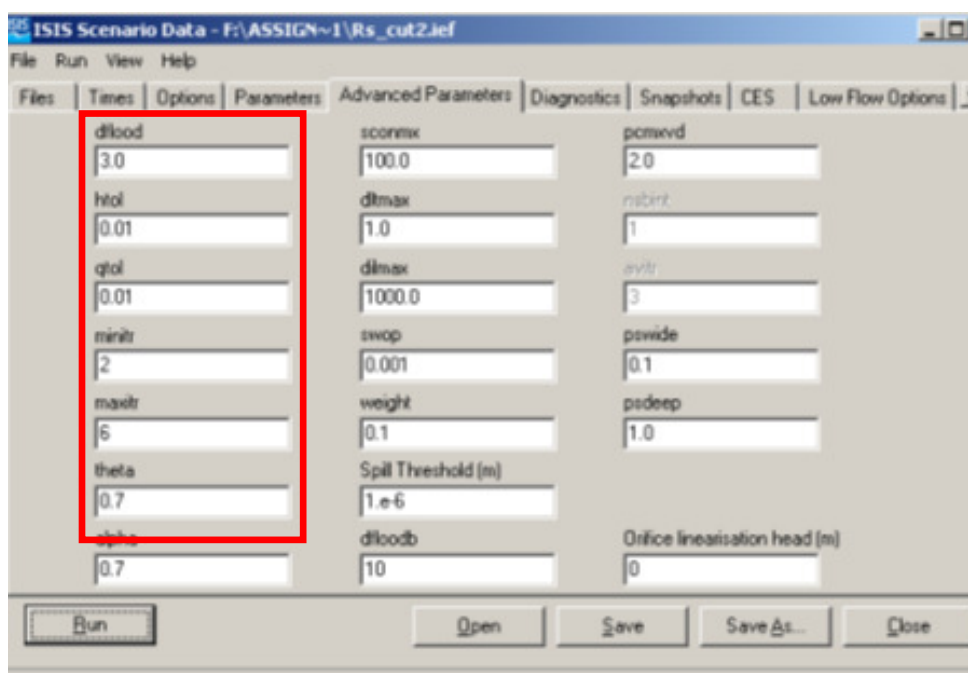 ISIS Scenario Data - F:\ASSIGN~1\Rs_cut2.ief
File Run View Help
Files Times Options Parameters Advanced Parameters Diagnostics Snapshots CES Low Flow Options
dflood sconmx pcmxvd
3.0 100.0 2.0
htol dltmax nsbint
0.01 1.0 1
qtol dilmax avitr
0.01 1000.0 3
minitr swop pswide
2 0.001 0.1
maxitr weight psdeep
6 0.1 1.0
theta Spill Threshold (m)
0.7 1.e-6
alpha dfloodb Orifice linearisation head (m)
0.7 10 0
Run Open Save Save As... Close